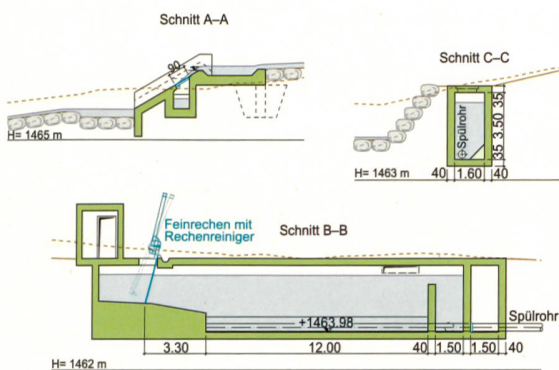 Schnitt A–A
90
H= 1465 m
Schnitt C–C
Spülrohr
35
3.50
35
40 1.60 40
H= 1463 m
Feinrechen mit
Rechenreiniger
Schnitt B–B
+1463.98
Spülrohr
3.30 12.00 40 1.50 1.50 40
H= 1462 m